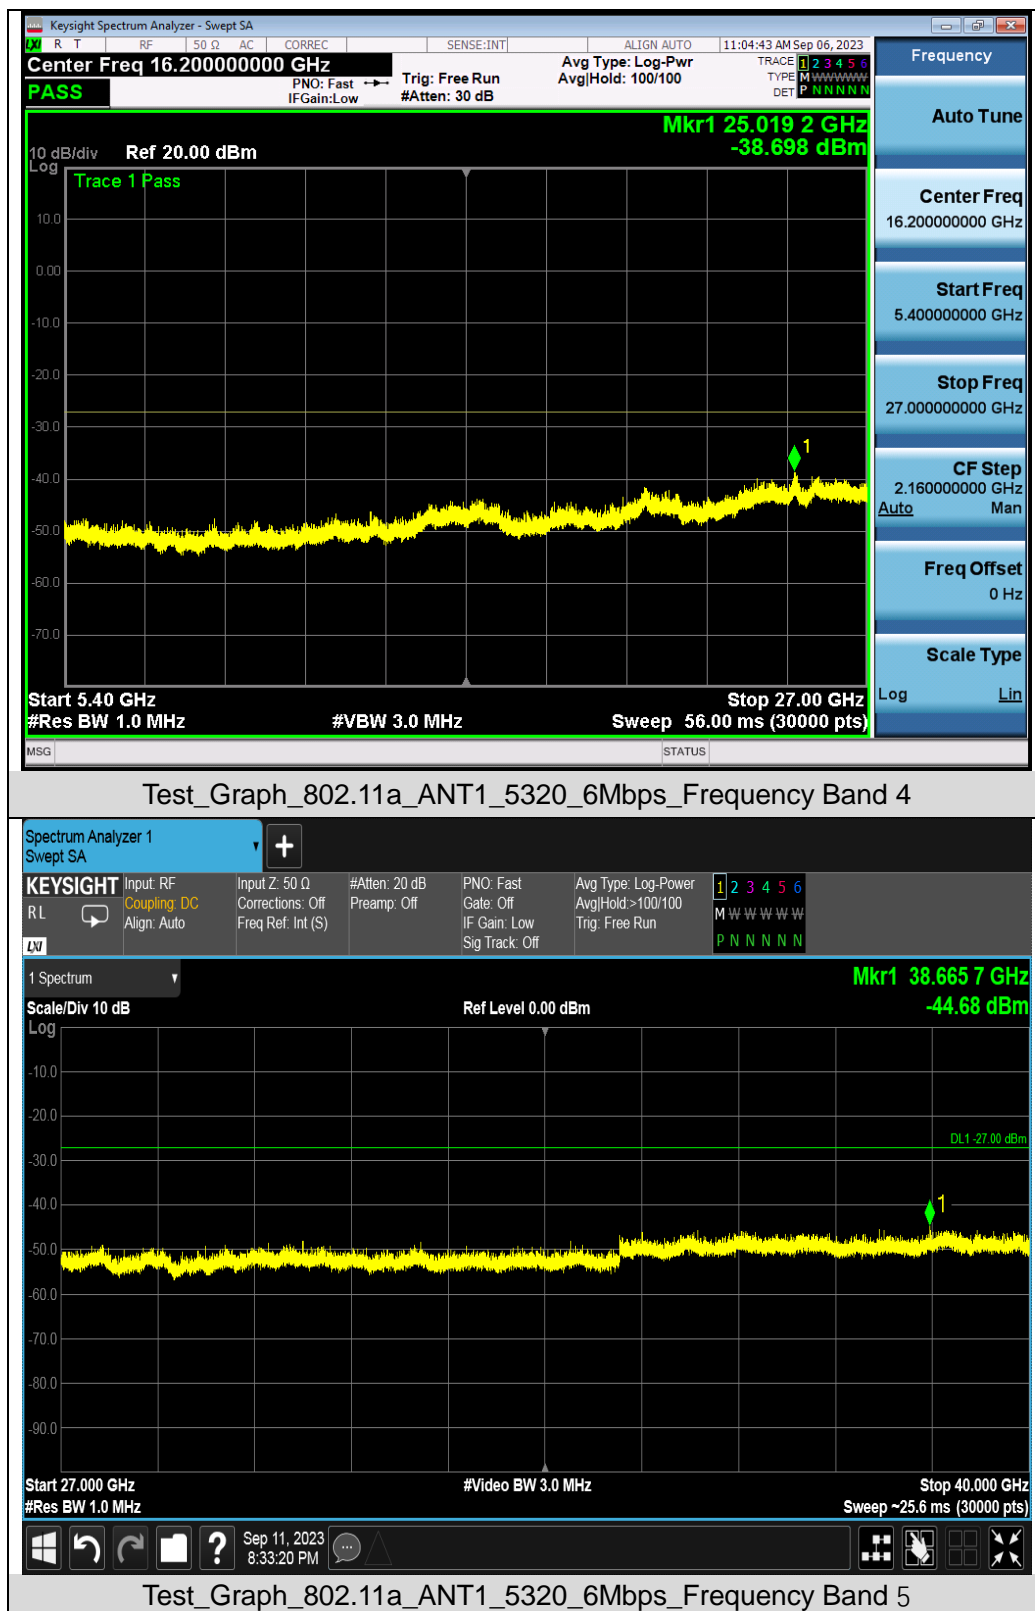 Keysight Spectrum Analyzer - Swept SA
LXI R T RF 50 Ω AC CORREC SENSE:INT ALIGN AUTO 11:04:43 AM Sep 06, 2023
Center Freq 16.200000000 GHz
PASS
PNO: Fast
IFGain:Low
Trig: Free Run
#Atten: 30 dB
Avg Type: Log-Pwr
Avg|Hold: 100/100
TRACE 1 2 3 4 5 6
TYPE M W W W W W
DET P N N N N N
Mkr1 25.019 2 GHz
-38.698 dBm
10 dB/div Ref 20.00 dBm
Log
Trace 1 Pass
10.0
0.00
-10.0
-20.0
-30.0
-40.0
-50.0
-60.0
-70.0
1
Start 5.40 GHz Stop 27.00 GHz
#Res BW 1.0 MHz #VBW 3.0 MHz Sweep 56.00 ms (30000 pts)
MSG STATUS
Frequency
Auto Tune
Center Freq
16.200000000 GHz
Start Freq
5.400000000 GHz
Stop Freq
27.000000000 GHz
CF Step
2.160000000 GHz
Auto Man
Freq Offset
0 Hz
Scale Type
Log Lin
Test_Graph_802.11a_ANT1_5320_6Mbps_Frequency Band 4
Spectrum Analyzer 1
Swept SA
+
KEYSIGHT
RL
LXI
Input: RF
Coupling: DC
Align: Auto
Input Z: 50 Ω
Corrections: Off
Freq Ref: Int (S)
#Atten: 20 dB
Preamp: Off
PNO: Fast
Gate: Off
IF Gain: Low
Sig Track: Off
Avg Type: Log-Power
Avg|Hold:>100/100
Trig: Free Run
1 2 3 4 5 6
M W W W W W
P N N N N N
1 Spectrum
Mkr1 38.665 7 GHz
-44.68 dBm
Scale/Div 10 dB Ref Level 0.00 dBm
Log
-10.0
-20.0
DL1 -27.00 dBm
-30.0
-40.0
-50.0
-60.0
-70.0
-80.0
-90.0
1
Start 27.000 GHz #Video BW 3.0 MHz Stop 40.000 GHz
#Res BW 1.0 MHz Sweep ~25.6 ms (30000 pts)
? Sep 11, 2023
8:33:20 PM
Test_Graph_802.11a_ANT1_5320_6Mbps_Frequency Band 5